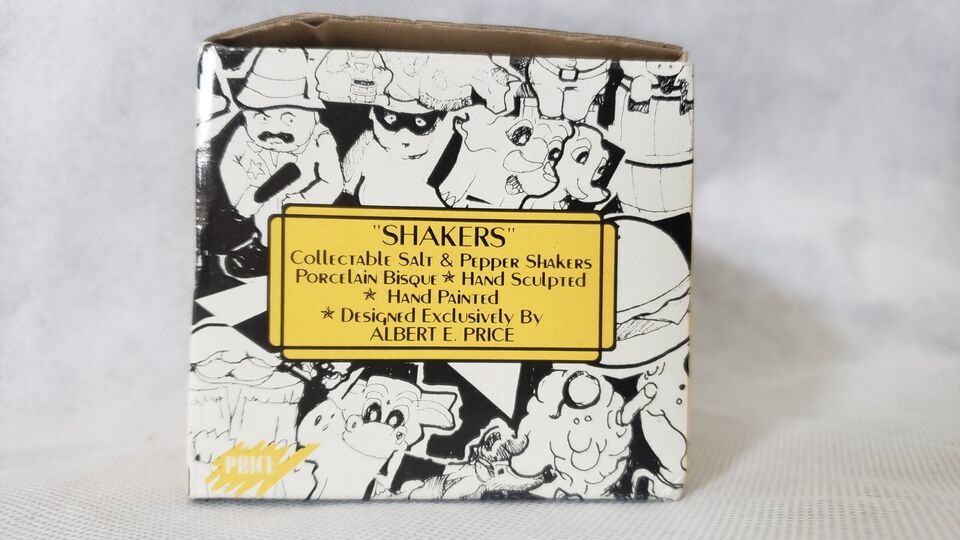 "SHAKERS"
Collectable Salt & Pepper Shakers
Porcelain Bisque ★ Hand Sculpted
★ Hand Painted
★ Designed Exclusively By
ALBERT E. PRICE
PRICE